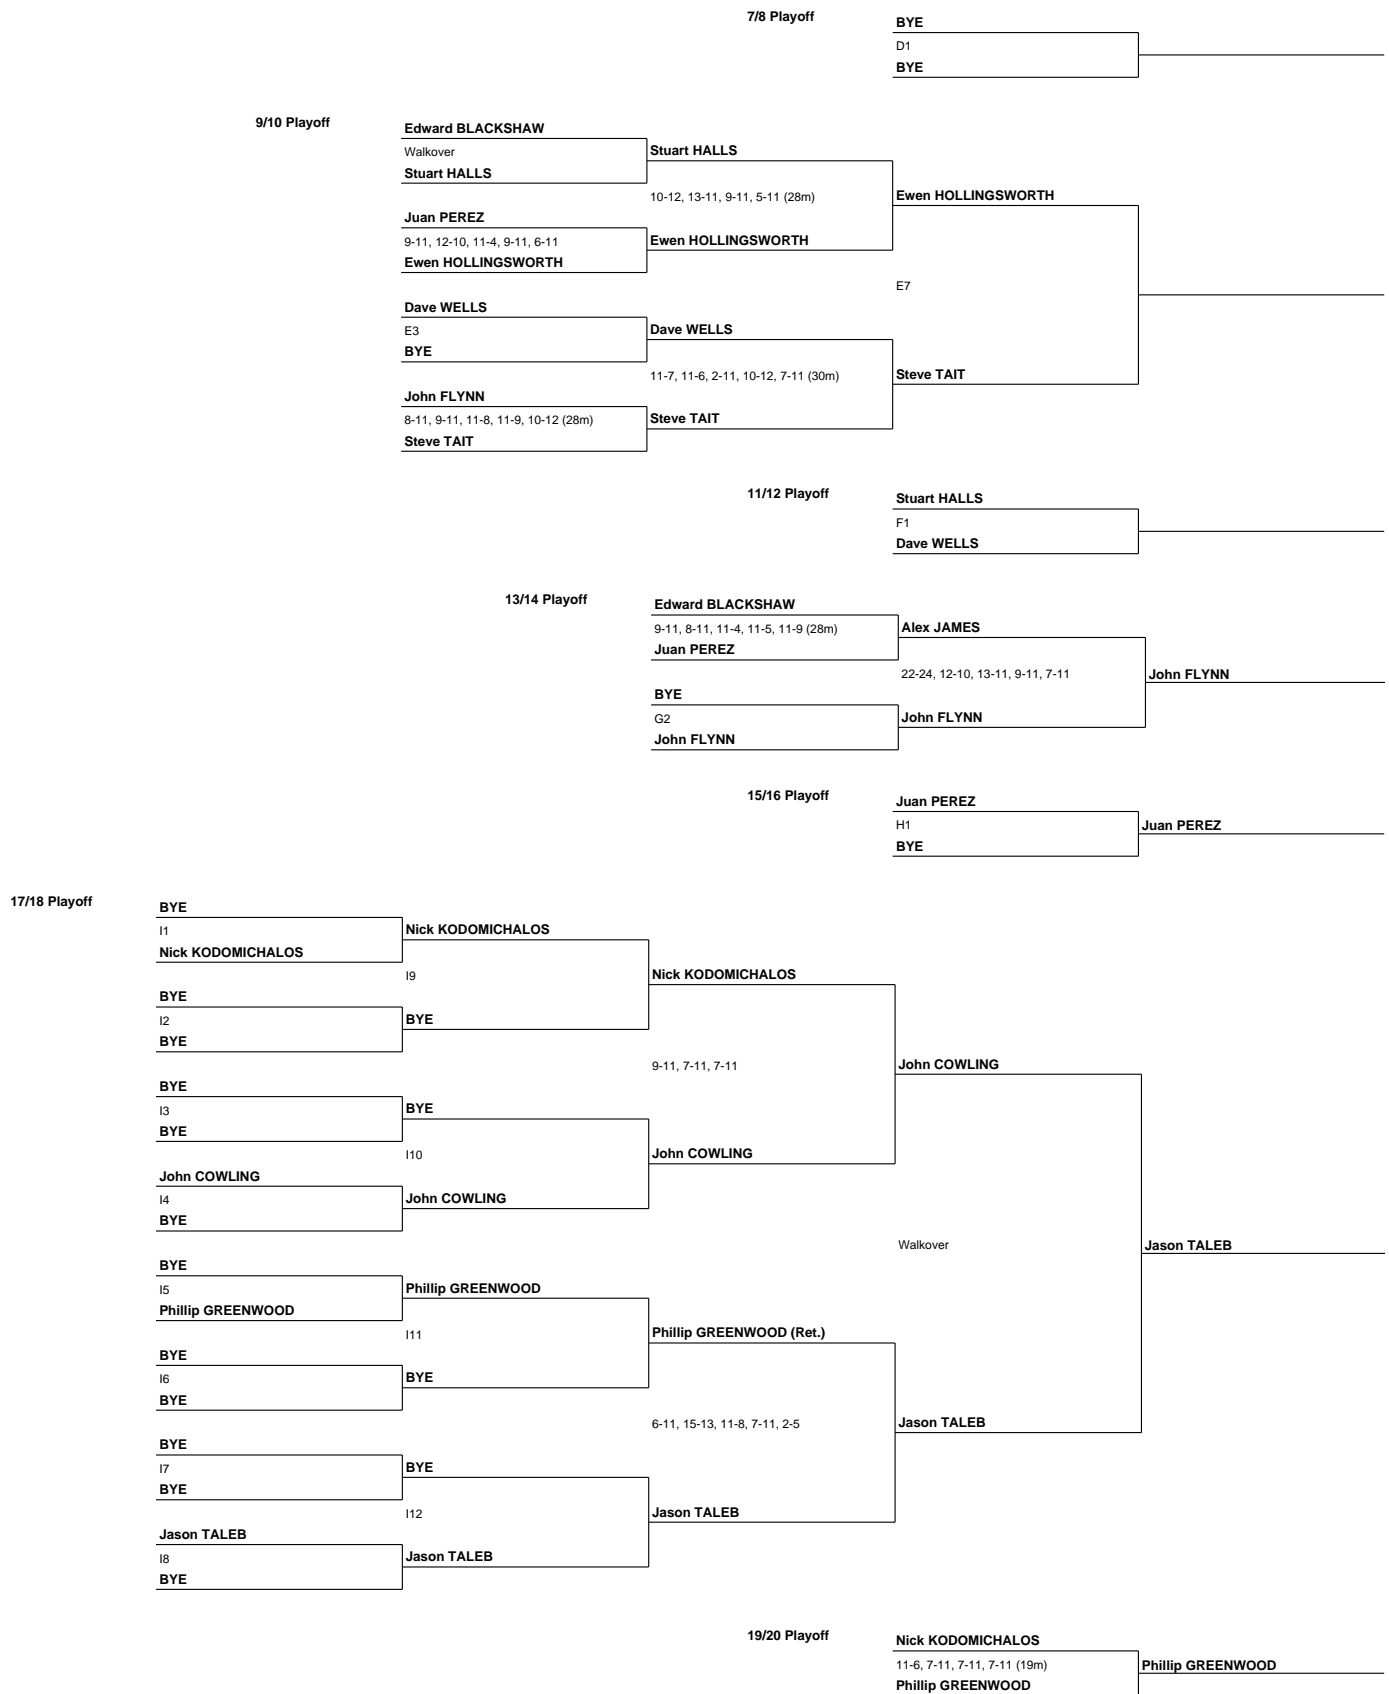 7/8 Playoff
BYE
D1
BYE
9/10 Playoff
Edward BLACKSHAW
Walkover
Stuart HALLS
Stuart HALLS
10-12, 13-11, 9-11, 5-11 (28m)
Ewen HOLLINGSWORTH
Juan PEREZ
9-11, 12-10, 11-4, 9-11, 6-11
Ewen HOLLINGSWORTH
Ewen HOLLINGSWORTH
E7
Dave WELLS
E3
Dave WELLS
BYE
11-7, 11-6, 2-11, 10-12, 7-11 (30m)
Steve TAIT
John FLYNN
8-11, 9-11, 11-8, 11-9, 10-12 (28m)
Steve TAIT
Steve TAIT
11/12 Playoff
Stuart HALLS
F1
Dave WELLS
13/14 Playoff
Edward BLACKSHAW
9-11, 8-11, 11-4, 11-5, 11-9 (28m)
Alex JAMES
Juan PEREZ
22-24, 12-10, 13-11, 9-11, 7-11
John FLYNN
BYE
G2
John FLYNN
John FLYNN
15/16 Playoff
Juan PEREZ
H1
Juan PEREZ
BYE
17/18 Playoff
BYE
I1
Nick KODOMICHALOS
Nick KODOMICHALOS
I9
Nick KODOMICHALOS
BYE
I2
BYE
BYE
9-11, 7-11, 7-11
John COWLING
BYE
I3
BYE
BYE
I10
John COWLING
John COWLING
I4
John COWLING
BYE
Walkover
Jason TALEB
BYE
I5
Phillip GREENWOOD
Phillip GREENWOOD
I11
Phillip GREENWOOD (Ret.)
BYE
I6
BYE
BYE
6-11, 15-13, 11-8, 7-11, 2-5
Jason TALEB
BYE
I7
BYE
BYE
I12
Jason TALEB
Jason TALEB
I8
Jason TALEB
BYE
19/20 Playoff
Nick KODOMICHALOS
11-6, 7-11, 7-11, 7-11 (19m)
Phillip GREENWOOD
Phillip GREENWOOD